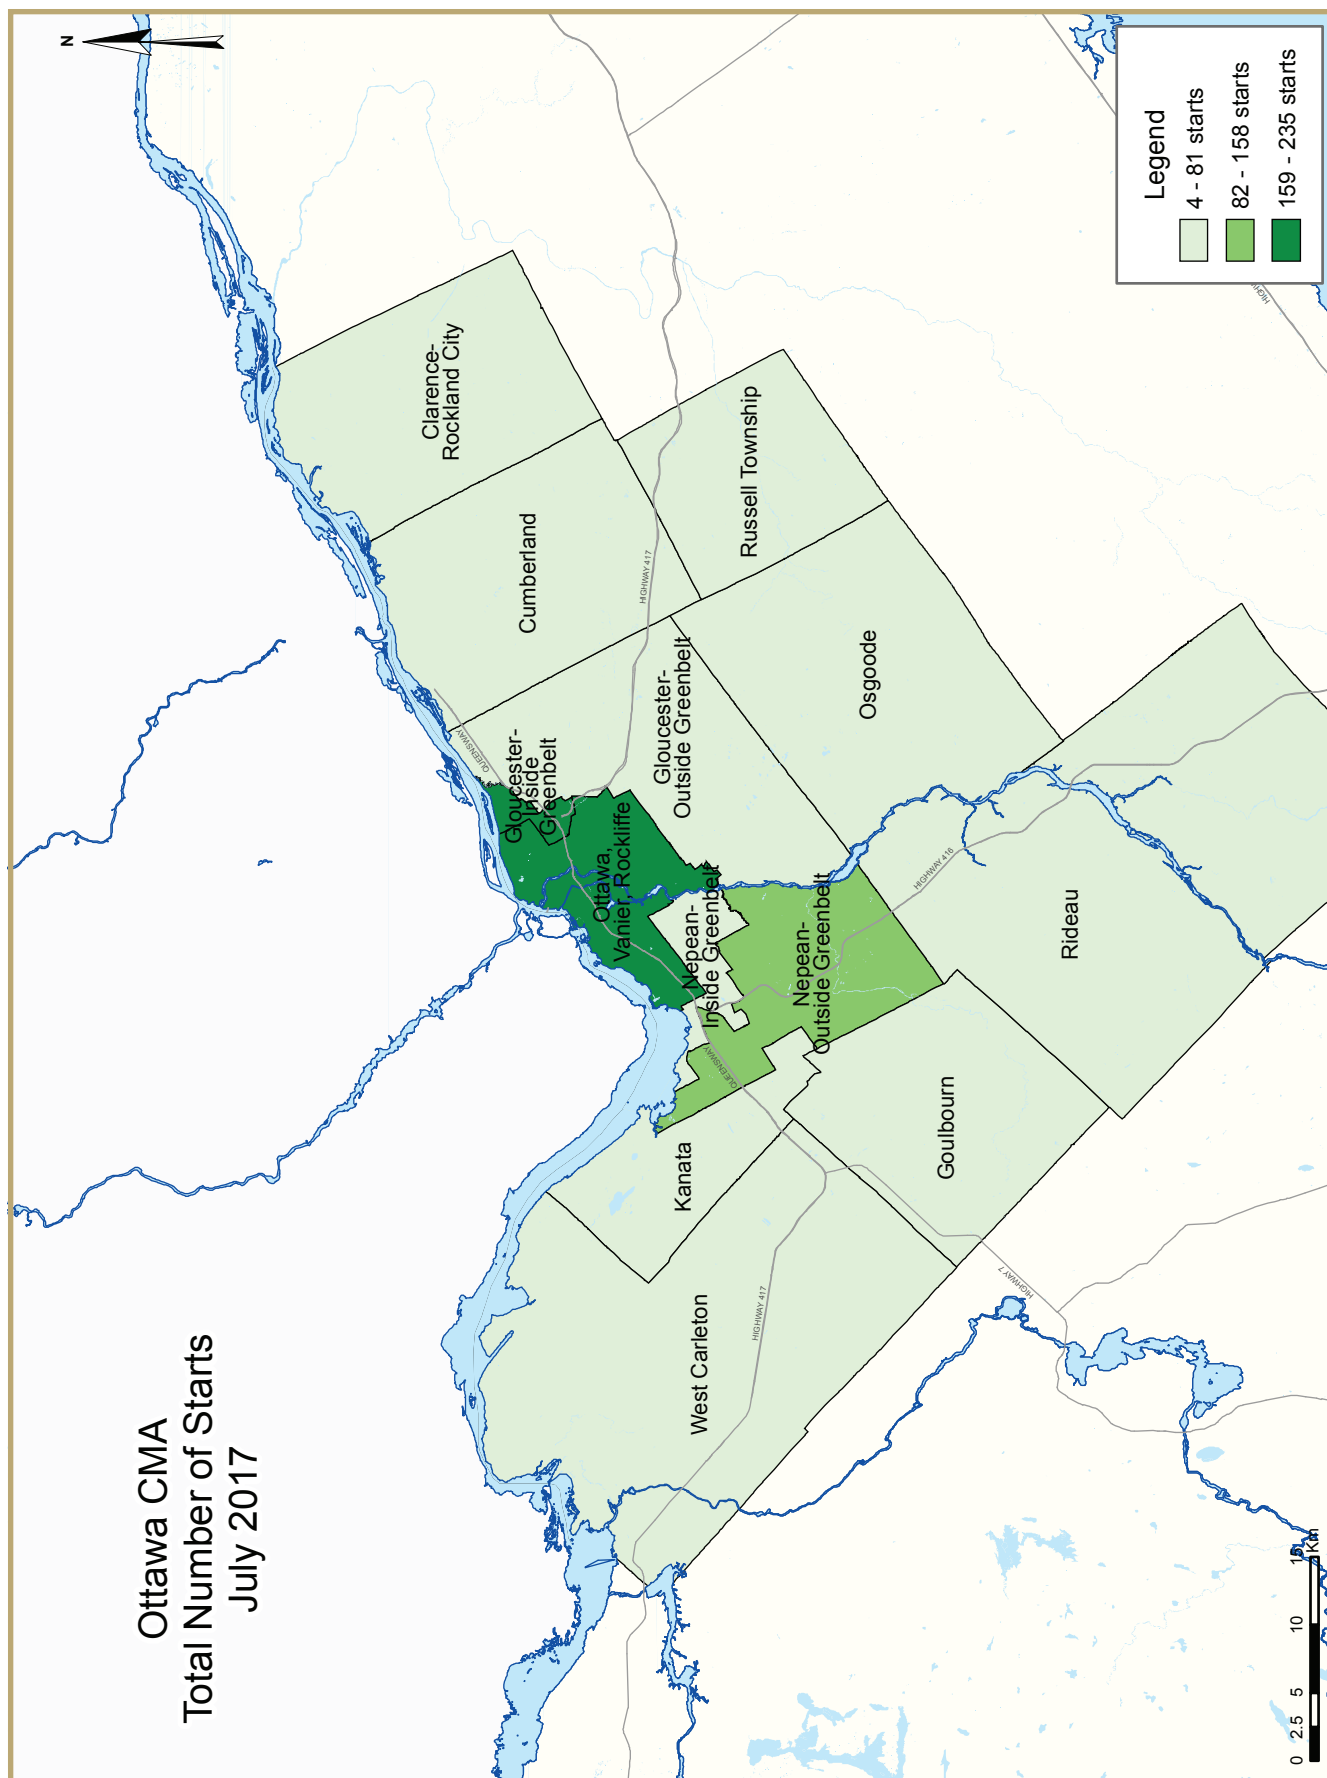 Ottawa CMA
Total Number of Starts
July 2017
N
Legend
4 - 81 starts
82 - 158 starts
159 - 235 starts
Clarence-
Rockland City
Cumberland
Russell Township
HIGHWAY 417
QUEENSWAY
Gloucester-
Inside
Greenbelt
Gloucester-
Outside Greenbelt
Osgoode
Ottawa,
Vanier, Rockliffe
Nepean-
Inside Greenbelt
Nepean-
Outside Greenbelt
HIGHWAY 416
Rideau
QUEENSWAY
Kanata
Goulbourn
West Carleton
HIGHWAY 417
HIGHWAY 7
0 2.5 5 10 15
Km